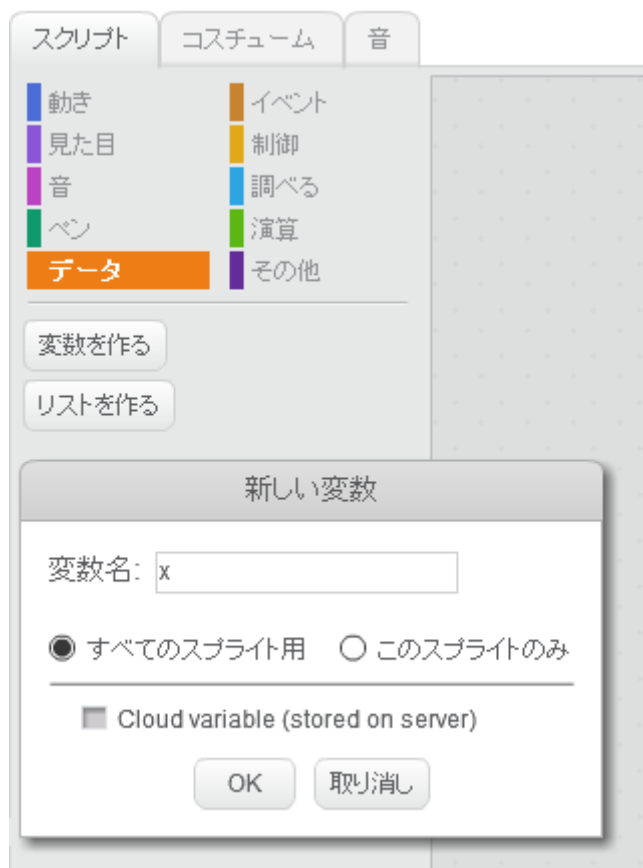 スクリプト コスチューム 音
動き イベント
見た目 制御
音 調べる
ペン 演算
データ その他
変数を作る
リストを作る
新しい変数
変数名: x
すべてのスプライト用 このスプライトのみ
Cloud variable (stored on server)
OK 取り消し